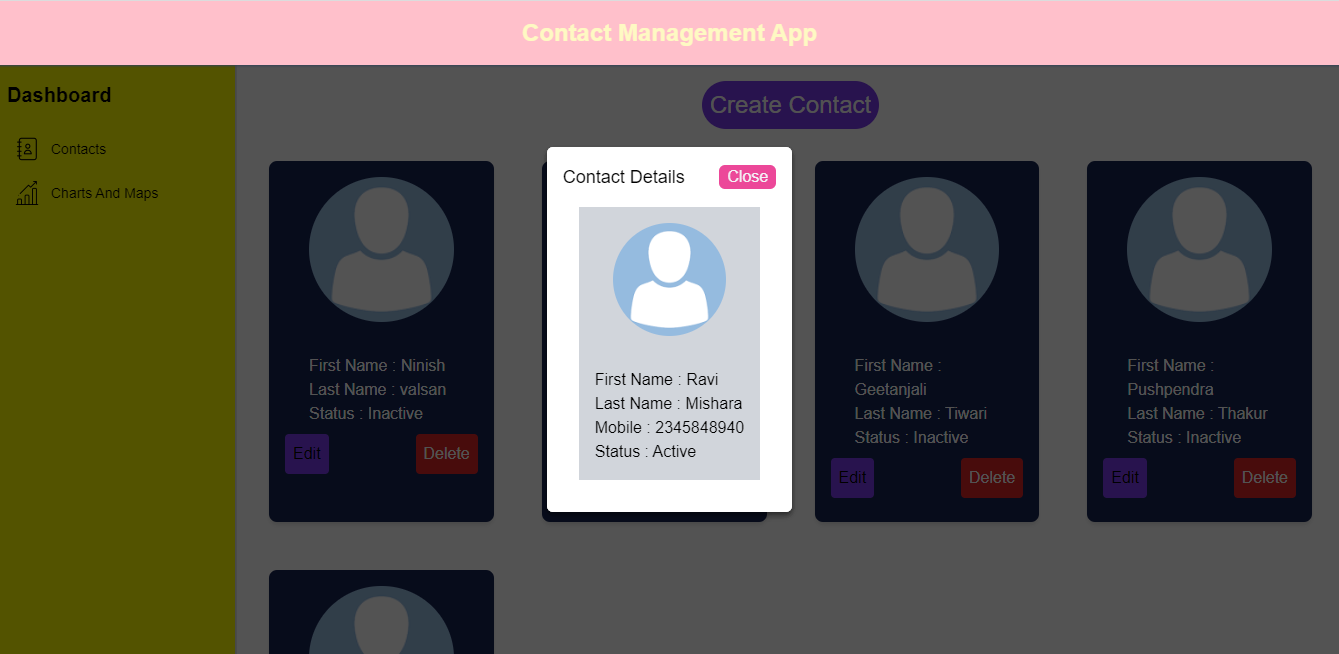 Contact Management App
Dashboard
Contacts
Charts And Maps
Create Contact
Contact Details
Close
First Name : Ravi
Last Name : Mishara
Mobile : 2345848940
Status : Active
First Name : Ninish
Last Name : valsan
Status : Inactive
Edit
Delete
First Name :
Geetanjali
Last Name : Tiwari
Status : Inactive
Edit
Delete
First Name :
Pushpendra
Last Name : Thakur
Status : Inactive
Edit
Delete